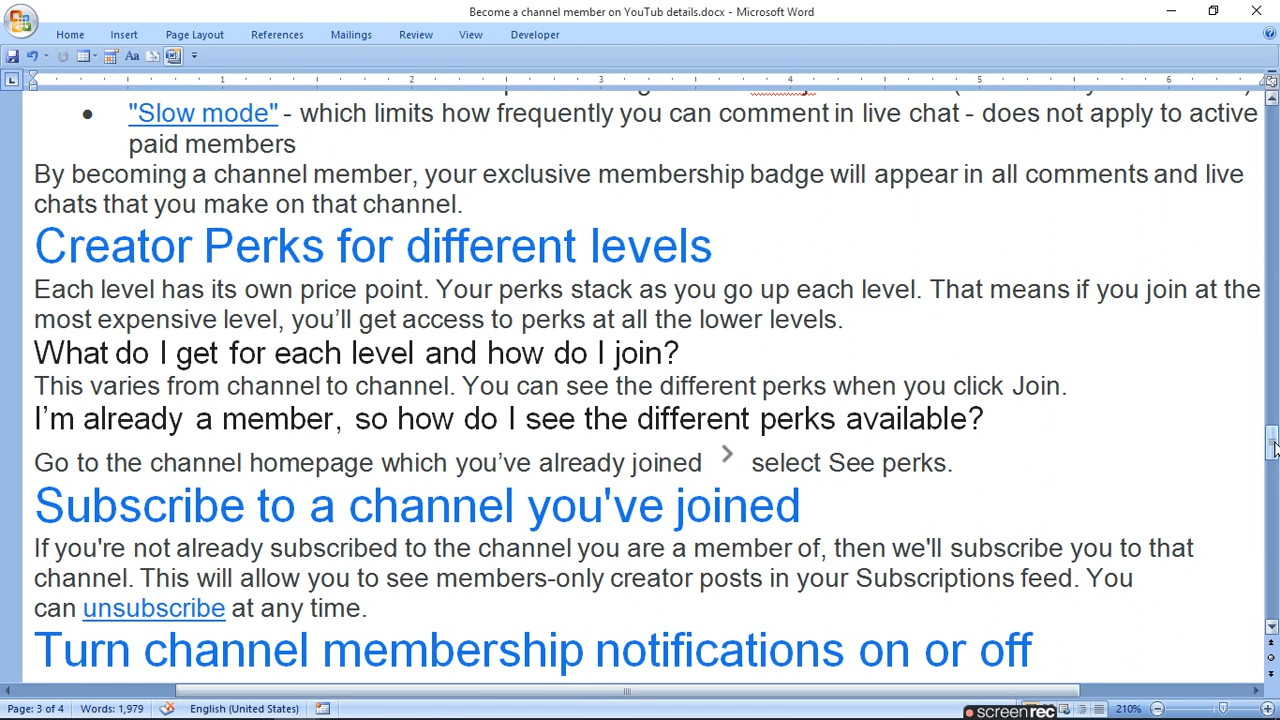 Become a channel member on YouTub details.docx - Microsoft Word
Home Insert Page Layout References Mailings Review View Developer
Aa
L 1 2 3 4 5 6
• "Slow mode" - which limits how frequently you can comment in live chat - does not apply to active
paid members
By becoming a channel member, your exclusive membership badge will appear in all comments and live
chats that you make on that channel.
Creator Perks for different levels
Each level has its own price point. Your perks stack as you go up each level. That means if you join at the
most expensive level, you’ll get access to perks at all the lower levels.
What do I get for each level and how do I join?
This varies from channel to channel. You can see the different perks when you click Join.
I’m already a member, so how do I see the different perks available?
Go to the channel homepage which you’ve already joined > select See perks.
Subscribe to a channel you've joined
If you're not already subscribed to the channel you are a member of, then we'll subscribe you to that
channel. This will allow you to see members-only creator posts in your Subscriptions feed. You
can unsubscribe at any time.
Turn channel membership notifications on or off
Page: 3 of 4 Words: 1,979 English (United States) screenrec 210%